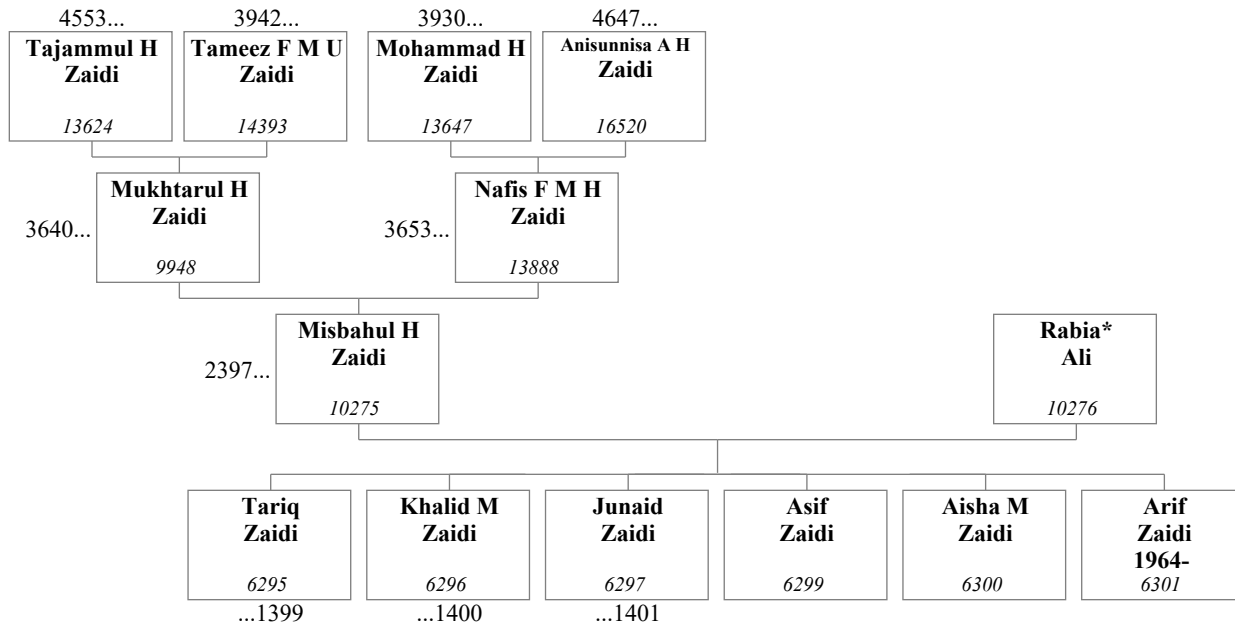 4553...
3942...
3930...
4647...
Tajammul H
Zaidi
13624
Tameez F M U
Zaidi
14393
Mohammad H
Zaidi
13647
Anisunnisa A H
Zaidi
16520
3640...
Mukhtarul H
Zaidi
9948
3653...
Nafis F M H
Zaidi
13888
2397...
Misbahul H
Zaidi
10275
Rabia*
Ali
10276
Tariq
Zaidi
6295
...1399
Khalid M
Zaidi
6296
...1400
Junaid
Zaidi
6297
...1401
Asif
Zaidi
6299
Aisha M
Zaidi
6300
Arif
Zaidi
1964-
6301